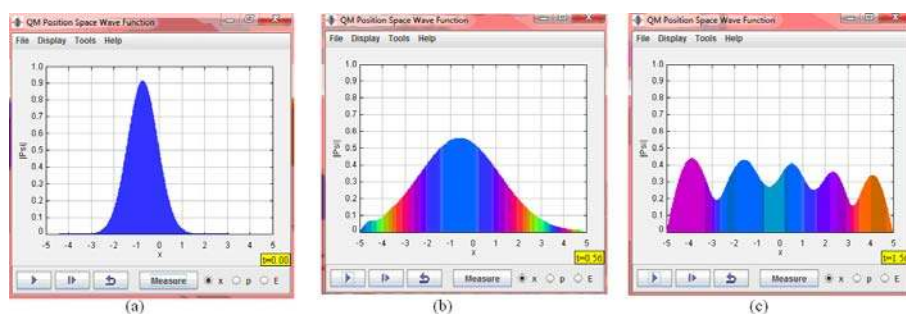 QM Position Space Wave Function
File Display Tools Help
1.0
0.9
0.8
0.7
0.6
0.5
0.4
0.3
0.2
0.1
0
|Psi|
-5 -4 -3 -2 -1 0 1 2 3 4 5
x
t=0.00
Measure x p E
(a)
QM Position Space Wave Function
File Display Tools Help
1.0
0.9
0.8
0.7
0.6
0.5
0.4
0.3
0.2
0.1
0
|Psi|
-5 -4 -3 -2 -1 0 1 2 3 4 5
x
t=0.56
Measure x p E
(b)
QM Position Space Wave Function
File Display Tools Help
1.0
0.9
0.8
0.7
0.6
0.5
0.4
0.3
0.2
0.1
0
|Psi|
-5 -4 -3 -2 -1 0 1 2 3 4 5
x
t=1.56
Measure x p E
(c)